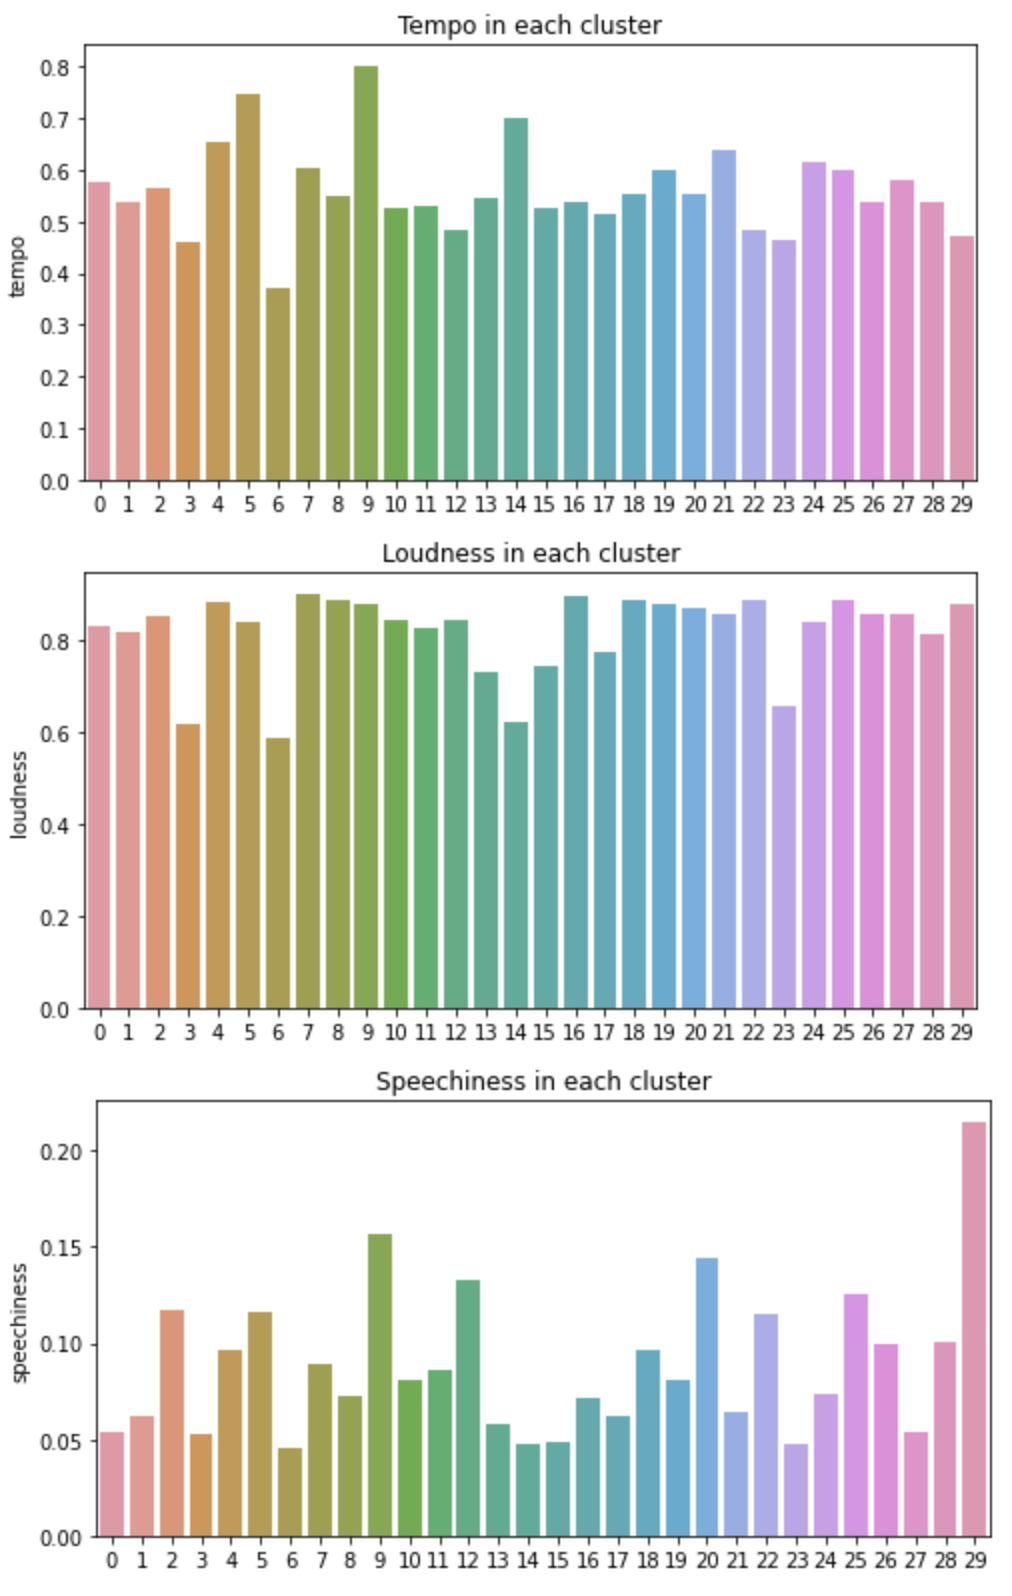 Tempo in each cluster
0.8
0.7
0.6
0.5
0.4
0.3
0.2
0.1
0.0
tempo
0 1 2 3 4 5 6 7 8 9 10 11 12 13 14 15 16 17 18 19 20 21 22 23 24 25 26 27 28 29
Loudness in each cluster
0.8
0.6
0.4
0.2
0.0
loudness
0 1 2 3 4 5 6 7 8 9 10 11 12 13 14 15 16 17 18 19 20 21 22 23 24 25 26 27 28 29
Speechiness in each cluster
0.20
0.15
0.10
0.05
0.00
speechiness
0 1 2 3 4 5 6 7 8 9 10 11 12 13 14 15 16 17 18 19 20 21 22 23 24 25 26 27 28 29